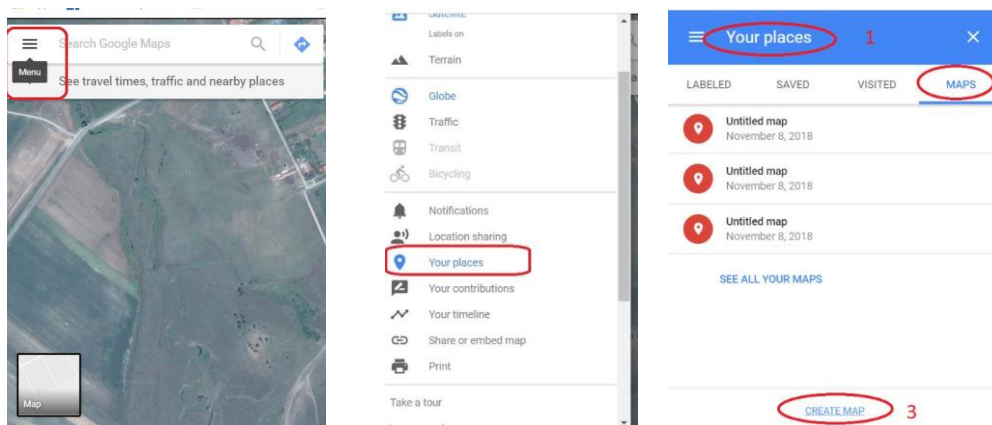 Search Google Maps
Menu
See travel times, traffic and nearby places
Map
Satellite
Labels on
Terrain
Globe
Traffic
Transit
Bicycling
Notifications
Location sharing
Your places
Your contributions
Your timeline
Share or embed map
Print
Take a tour
Your places
1
LABELED SAVED VISITED MAPS
Untitled map
November 8, 2018
Untitled map
November 8, 2018
Untitled map
November 8, 2018
SEE ALL YOUR MAPS
CREATE MAP 3